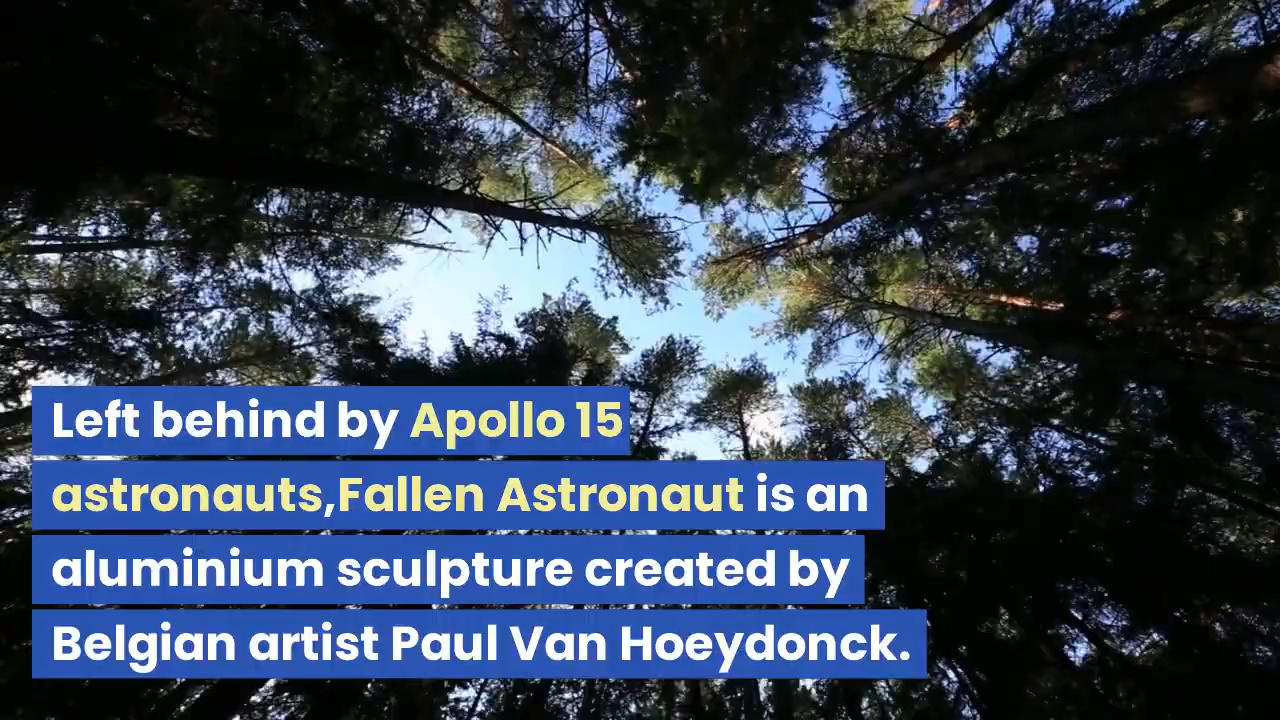 Left behind by Apollo 15
astronauts,Fallen Astronaut is an
aluminium sculpture created by
Belgian artist Paul Van Hoeydonck.